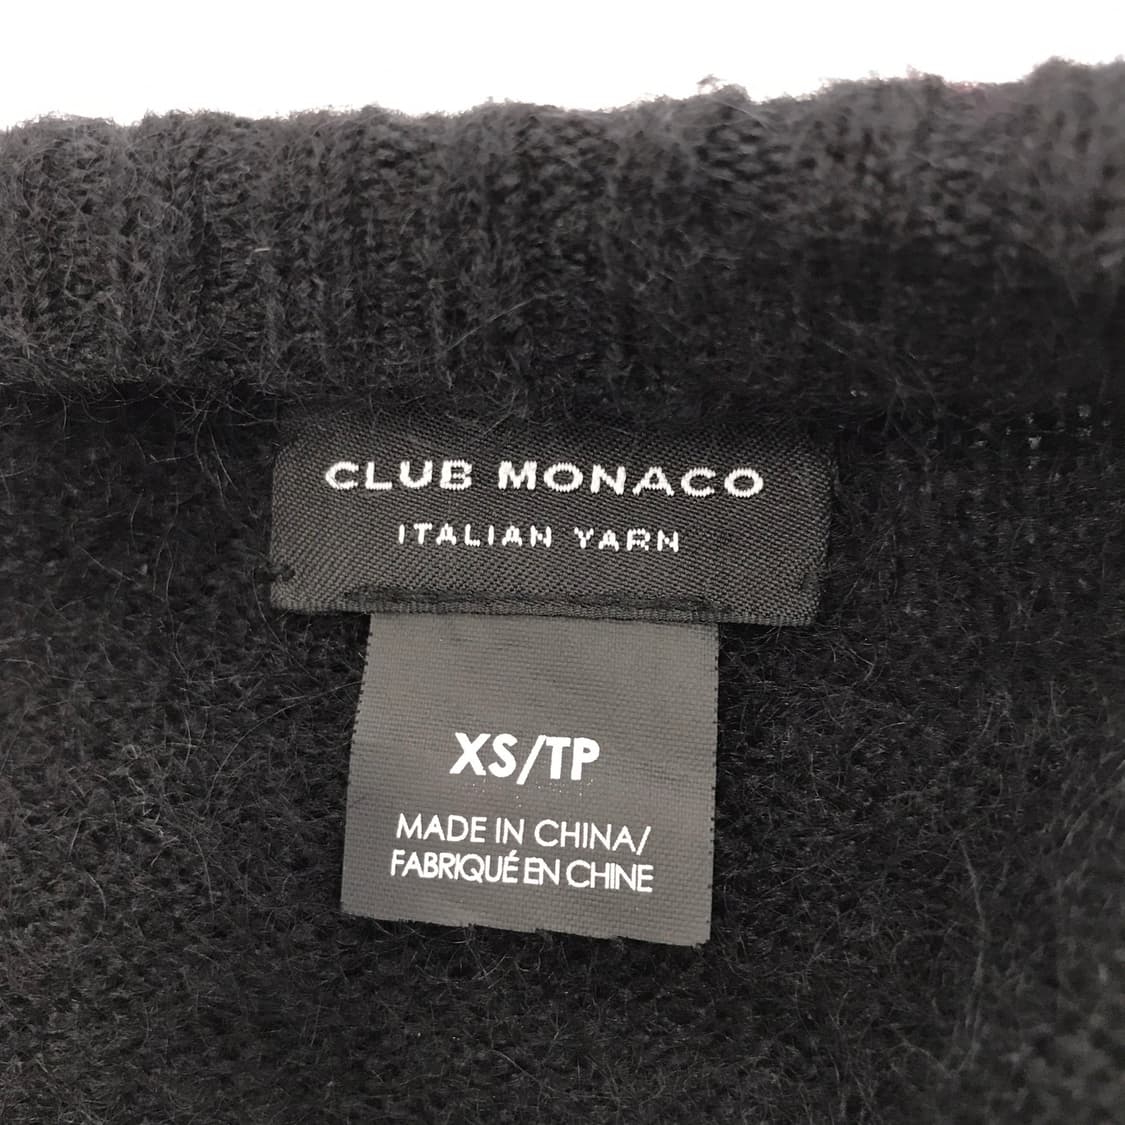 CLUB MONACO
ITALIAN YARN
XS/TP
MADE IN CHINA/
FABRIQUÉ EN CHINE